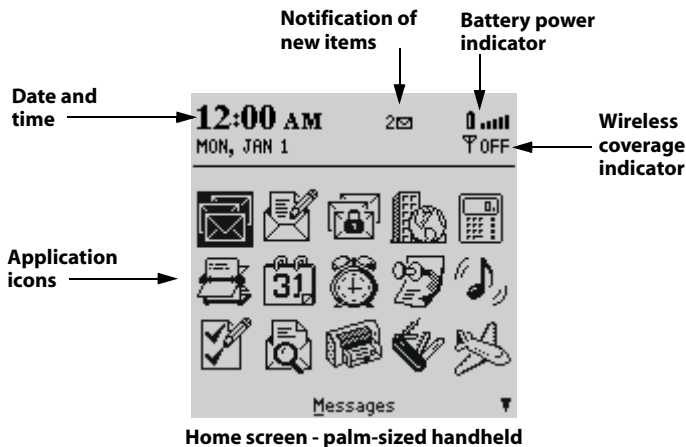 Notification of
new items
Battery power
indicator
Date and
time
12:00 AM
2
MON, JAN 1
OFF
Wireless
coverage
indicator
Application
icons
31
Messages
Home screen - palm-sized handheld